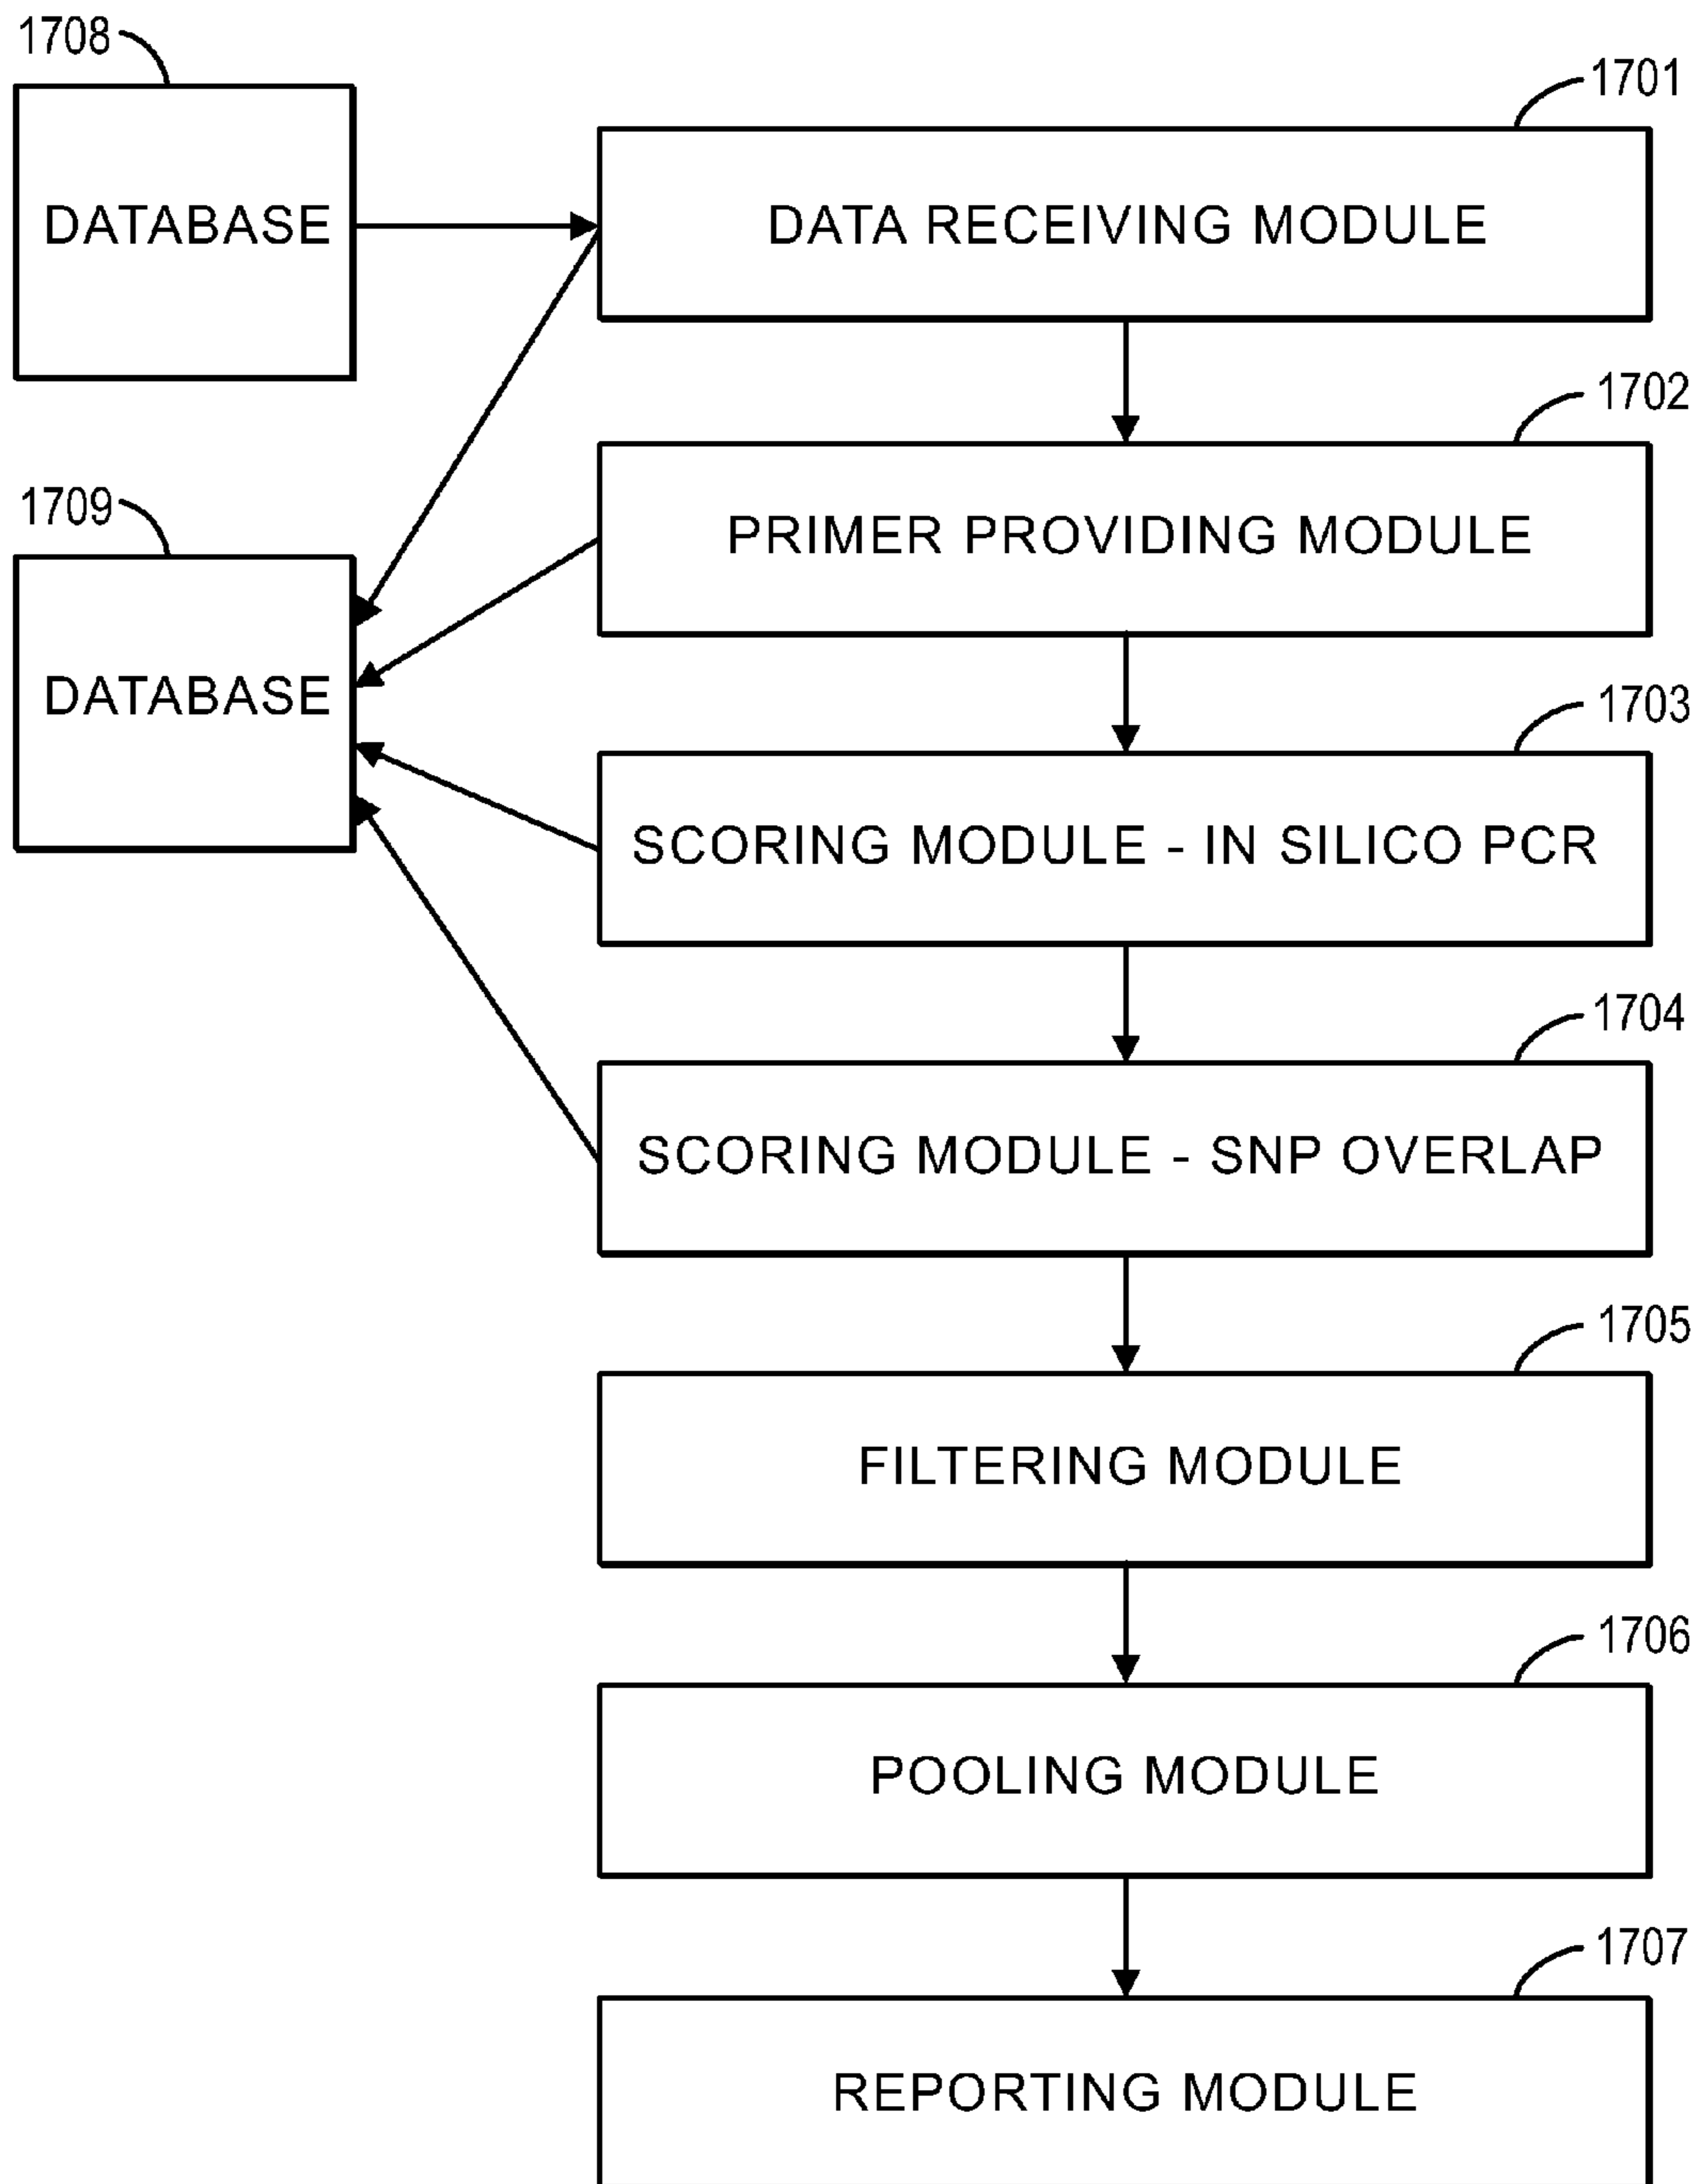 1708
DATABASE
1701
DATA RECEIVING MODULE
1702
PRIMER PROVIDING MODULE
1709
DATABASE
1703
SCORING MODULE - IN SILICO PCR
1704
SCORING MODULE - SNP OVERLAP
1705
FILTERING MODULE
1706
POOLING MODULE
1707
REPORTING MODULE